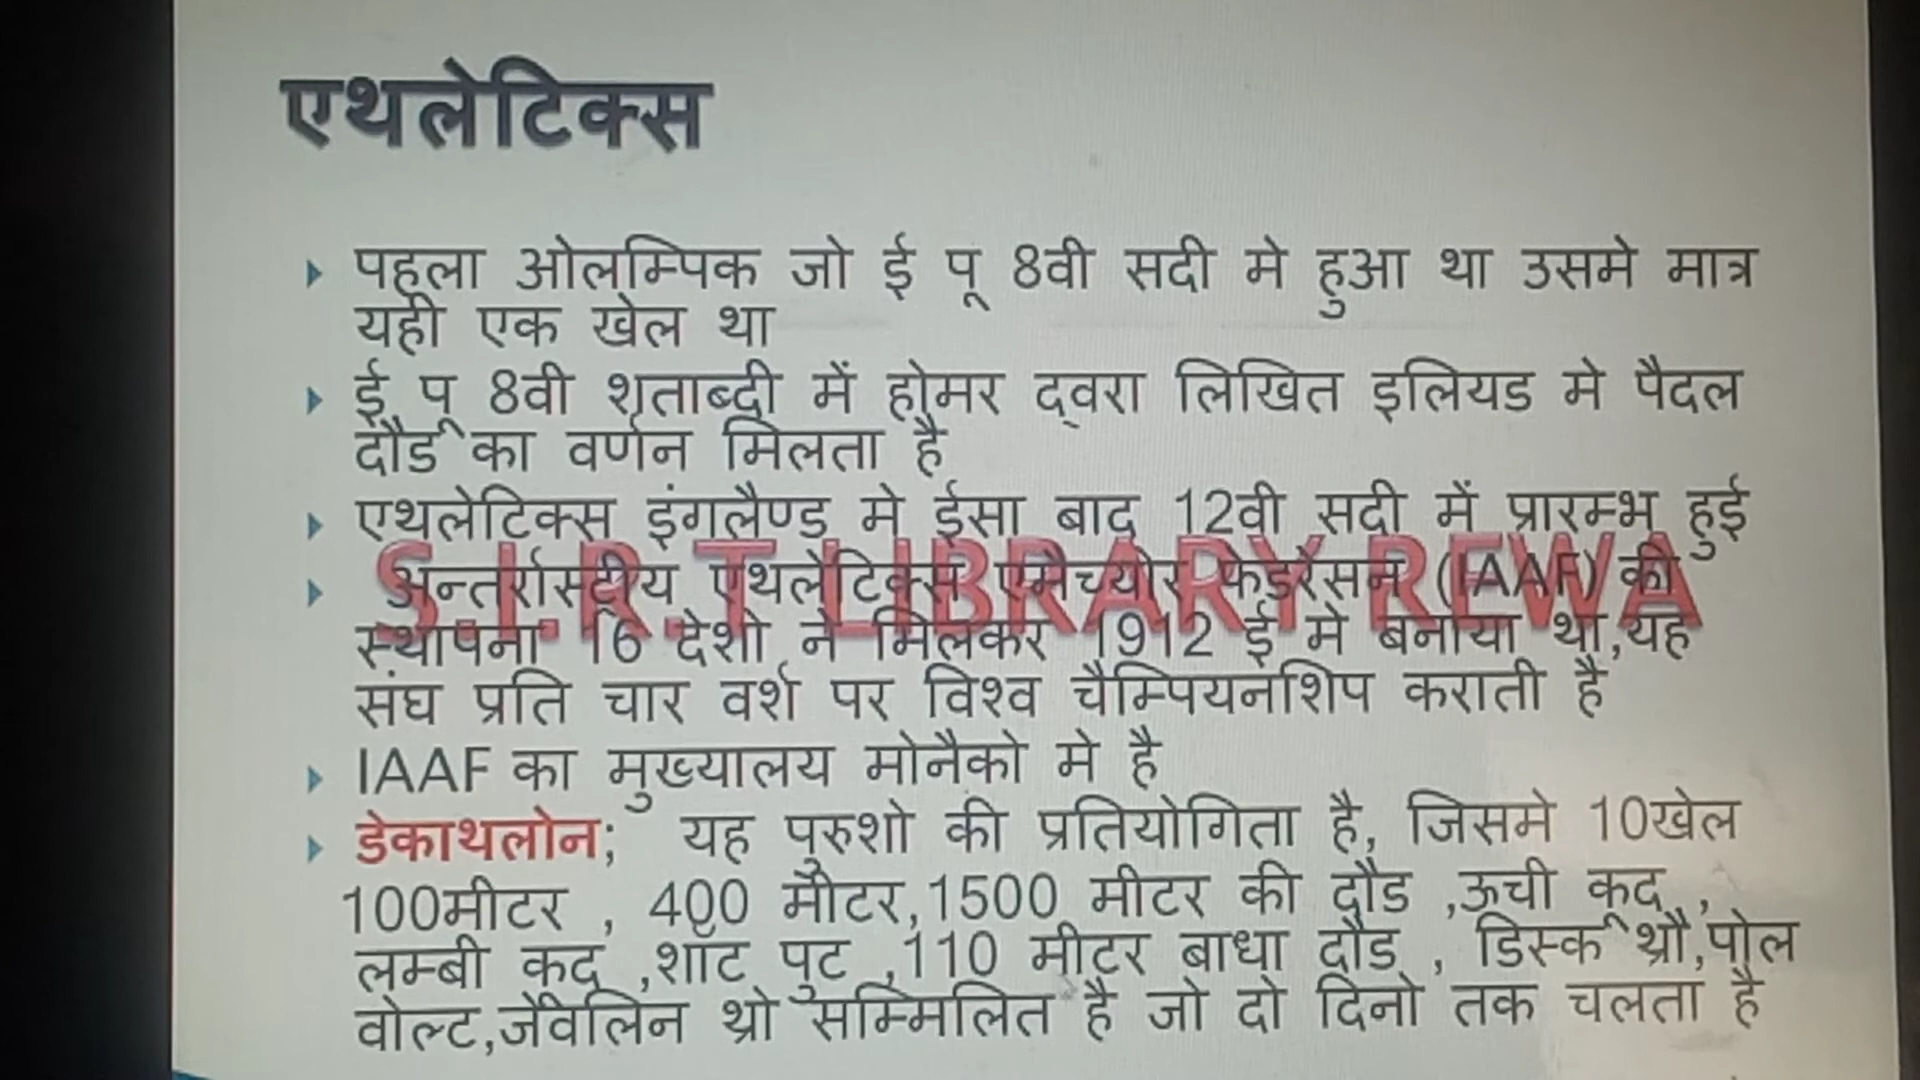 एथलेटिक्स
पहला ओलम्पिक जो ई पू 8वी सदी मे हुआ था उसमे मात्र
यही एक खेल था
ई पू 8वी शताब्दी में होमर द्वरा लिखित इलियड मे पैदल
दौड का वर्णन मिलता है
एथलेटिक्स इंगलैण्ड मे ईसा बाद 12वी सदी में प्रारम्भ हुई
S.I.R.T LIBRARY REWA
अन्तर्रास्ट्रीय एथलेटिक्स एमैच्योर फेडरेसन (IAAF) की
स्थापना 16 देशो ने मिलकर 1912 ई मे बनाया था,यह
संघ प्रति चार वर्श पर विश्व चैम्पियनशिप कराती है
IAAF का मुख्यालय मोनैको मे है
डेकाथलोन; यह पुरुशो की प्रतियोगिता है, जिसमे 10खेल
100मीटर , 400 मीटर,1500 मीटर की दौड ,ऊची कूद ,
लम्बी कूद ,शॉट पुट ,110 मीटर बाधा दौड , डिस्क थ्रौ,पोल
वोल्ट,जेवेलिन थ्रो सम्मिलित है जो दो दिनो तक चलता है